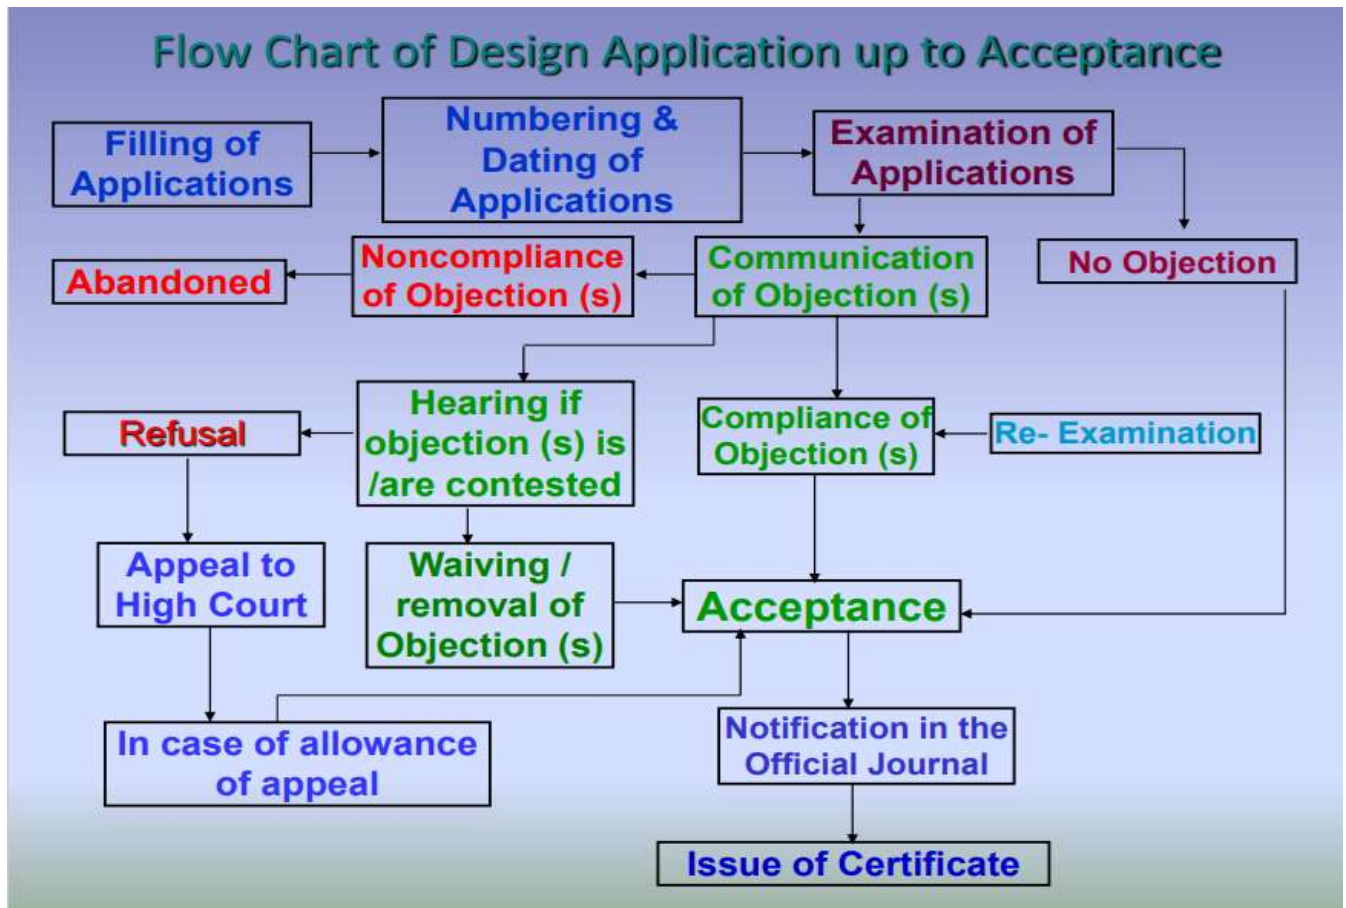 Flow Chart of Design Application up to Acceptance
Filling of
Applications
Numbering &
Dating of
Applications
Examination of
Applications
Abandoned
Noncompliance
of Objection (s)
Communication
of Objection (s)
No Objection
Refusal
Hearing if
objection (s) is
/are contested
Compliance of
Objection (s)
Re- Examination
Appeal to
High Court
Waiving /
removal of
Objection (s)
Acceptance
In case of allowance
of appeal
Notification in the
Official Journal
Issue of Certificate